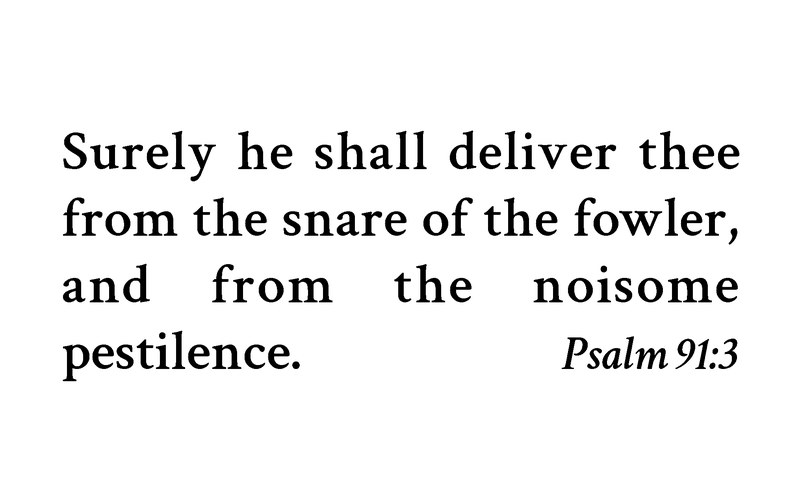 Surely he shall deliver thee
from the snare of the fowler,
and from the noisome
pestilence. Psalm 91:3